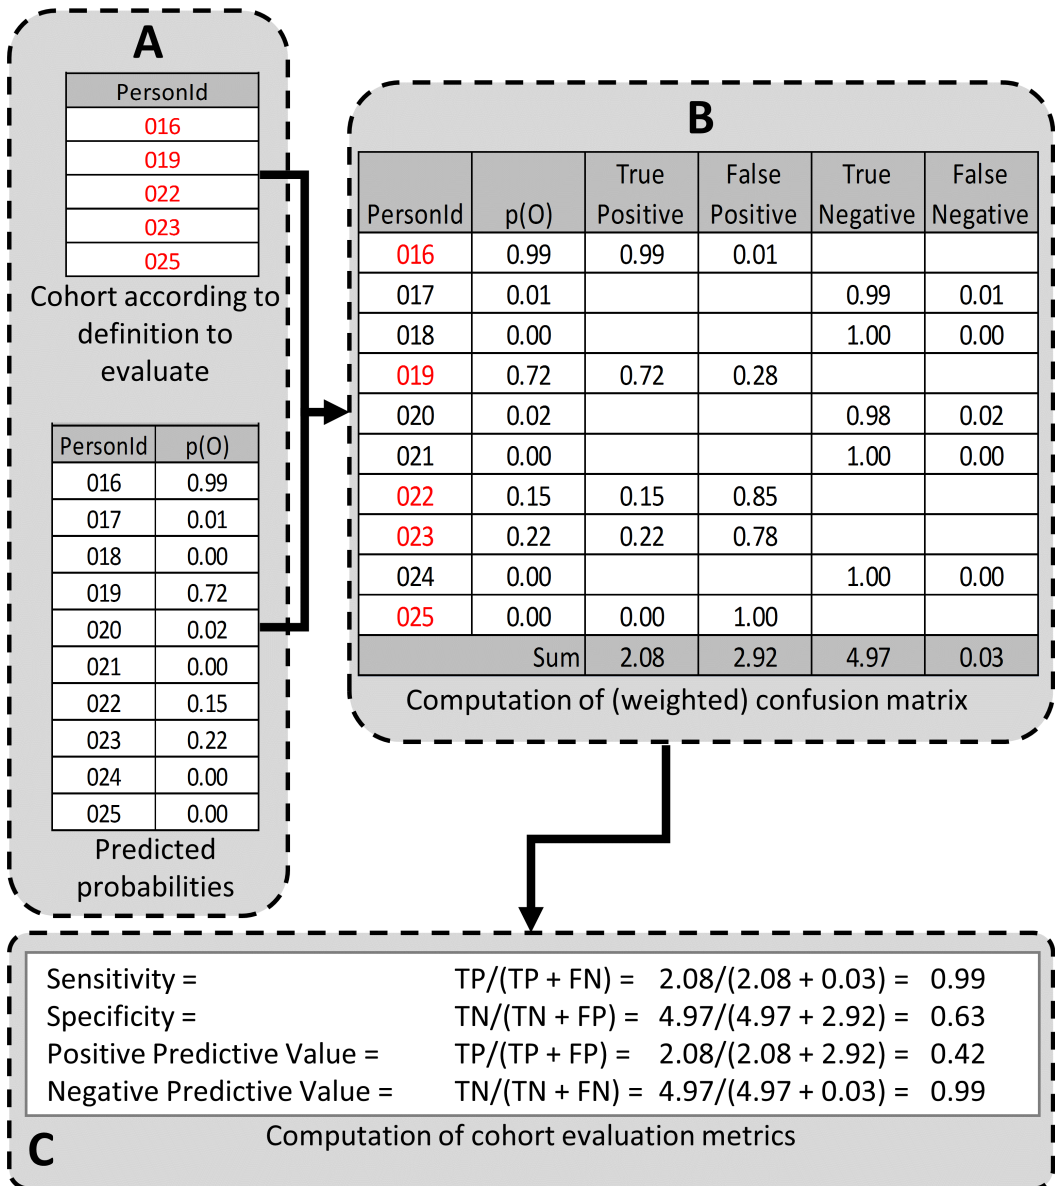 A
PersonId
016
019
022
023
025
Cohort according to
definition to
evaluate
PersonId p(O)
016 0.99
017 0.01
018 0.00
019 0.72
020 0.02
021 0.00
022 0.15
023 0.22
024 0.00
025 0.00
Predicted
probabilities
B
True False True False
PersonId p(O) Positive Positive Negative Negative
016 0.99 0.99 0.01
017 0.01 0.99 0.01
018 0.00 1.00 0.00
019 0.72 0.72 0.28
020 0.02 0.98 0.02
021 0.00 1.00 0.00
022 0.15 0.15 0.85
023 0.22 0.22 0.78
024 0.00 1.00 0.00
025 0.00 0.00 1.00
Sum 2.08 2.92 4.97 0.03
Computation of (weighted) confusion matrix
Sensitivity = TP/(TP + FN) = 2.08/(2.08 + 0.03) = 0.99
Specificity = TN/(TN + FP) = 4.97/(4.97 + 2.92) = 0.63
Positive Predictive Value = TP/(TP + FP) = 2.08/(2.08 + 2.92) = 0.42
Negative Predictive Value = TN/(TN + FN) = 4.97/(4.97 + 0.03) = 0.99
Computation of cohort evaluation metrics
C